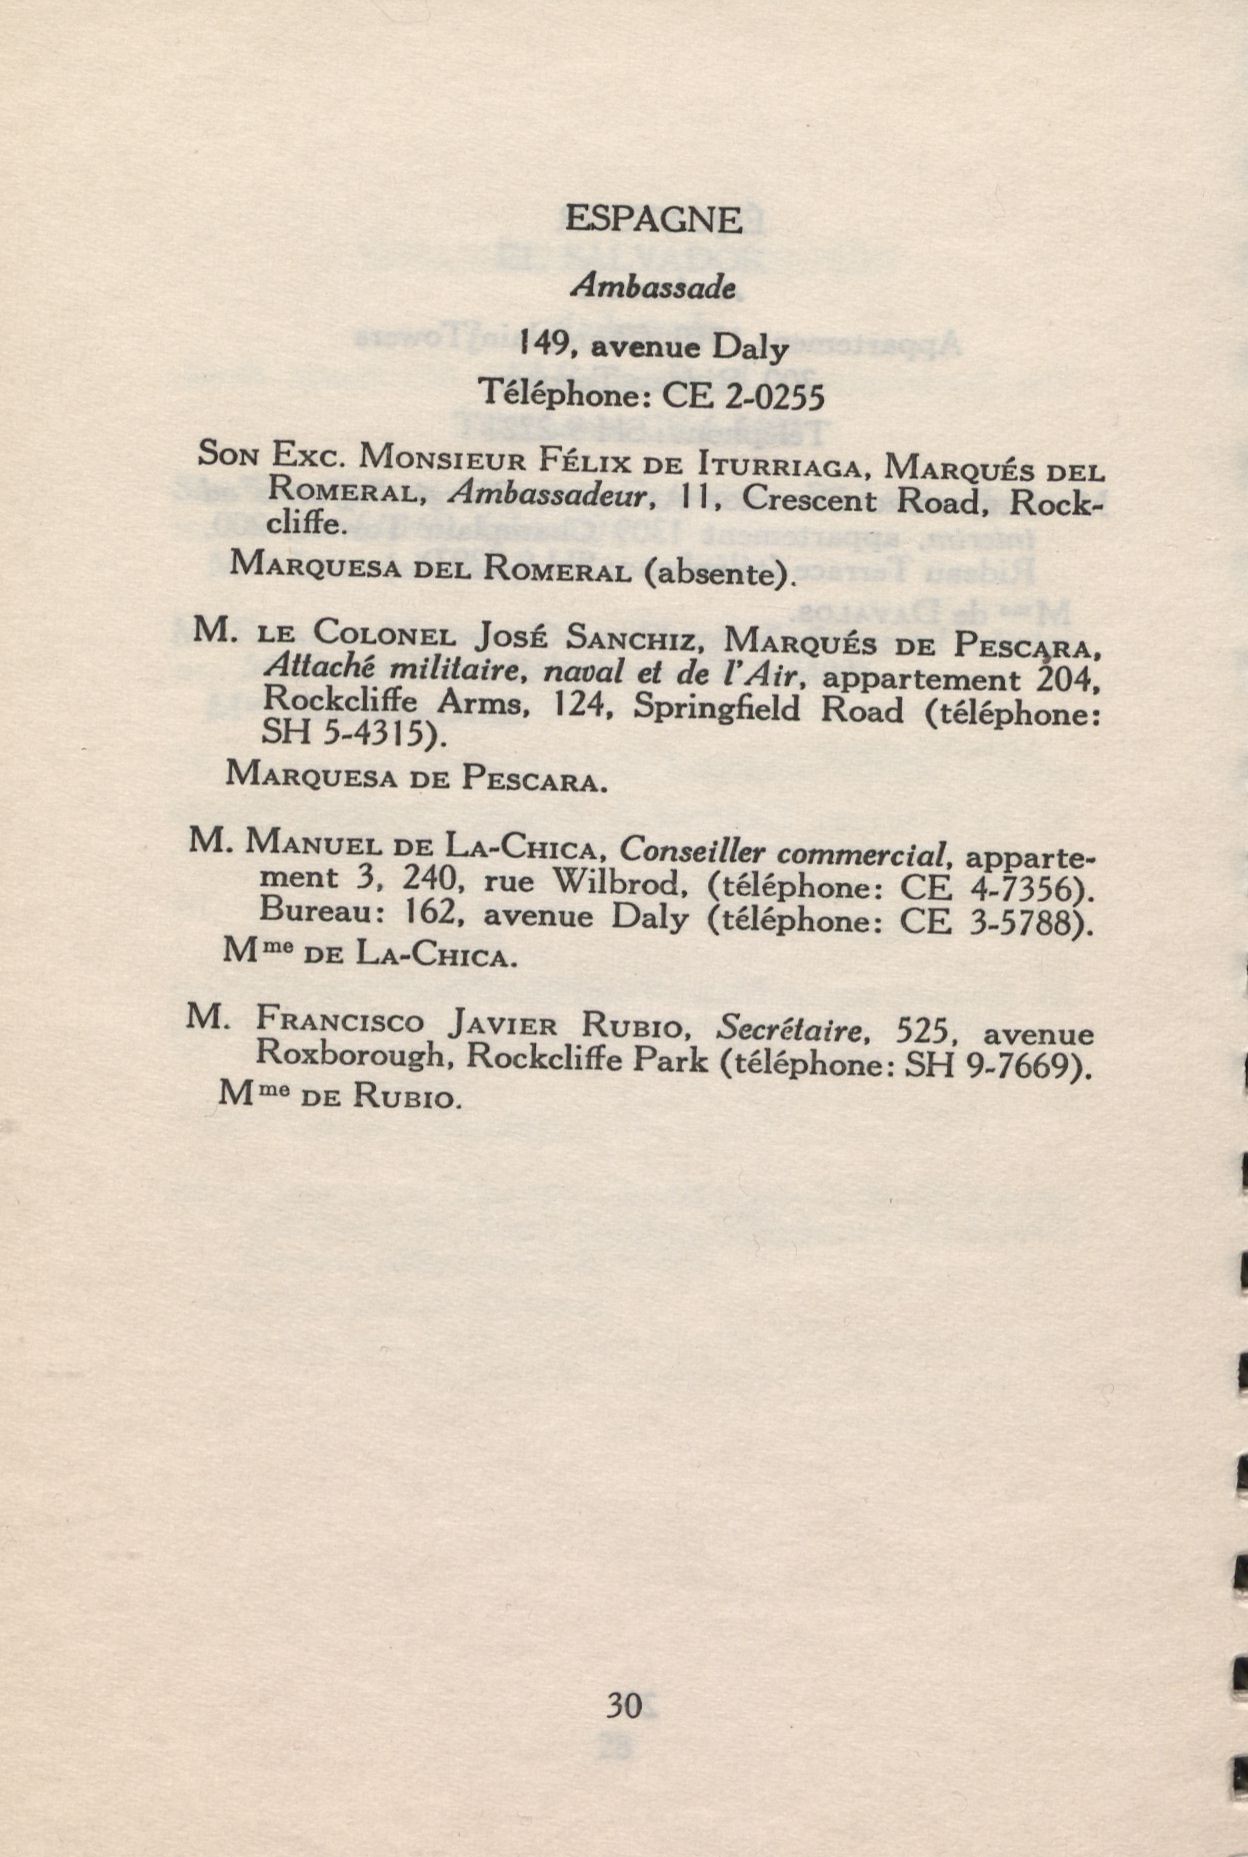 ESPAGNE
Ambassade
149, avenue Daly
Téléphone: CE 2-0255
SON EXC. MONSIEUR FÉLIX DE ITURRIAGA, MARQUÉS DEL
ROMERAL, Ambassadeur, 11, Crescent Road, Rock-
cliffe.
MARQUESA DEL ROMERAL (absente).
M. LE COLONEL JOSÉ SANCHIZ, MARQUÉS DE PESCARA,
Attaché militaire, naval et de l'Air, appartement 204,
Rockcliffe Arms, 124, Springfield Road (téléphone:
SH 5-4315).
MARQUESA DE PESCARA.
M. MANUEL DE LA-CHICA, Conseiller commercial, apparte-
ment 3, 240, rue Wilbrod, (téléphone: CE 4-7356).
Bureau: 162, avenue Daly (téléphone: CE 3-5788).
Mme DE LA-CHICA.
M. FRANCISCO JAVIER RUBIO, Secrétaire, 525, avenue
Roxborough, Rockcliffe Park (téléphone: SH 9-7669).
Mme DE RUBIO.
30